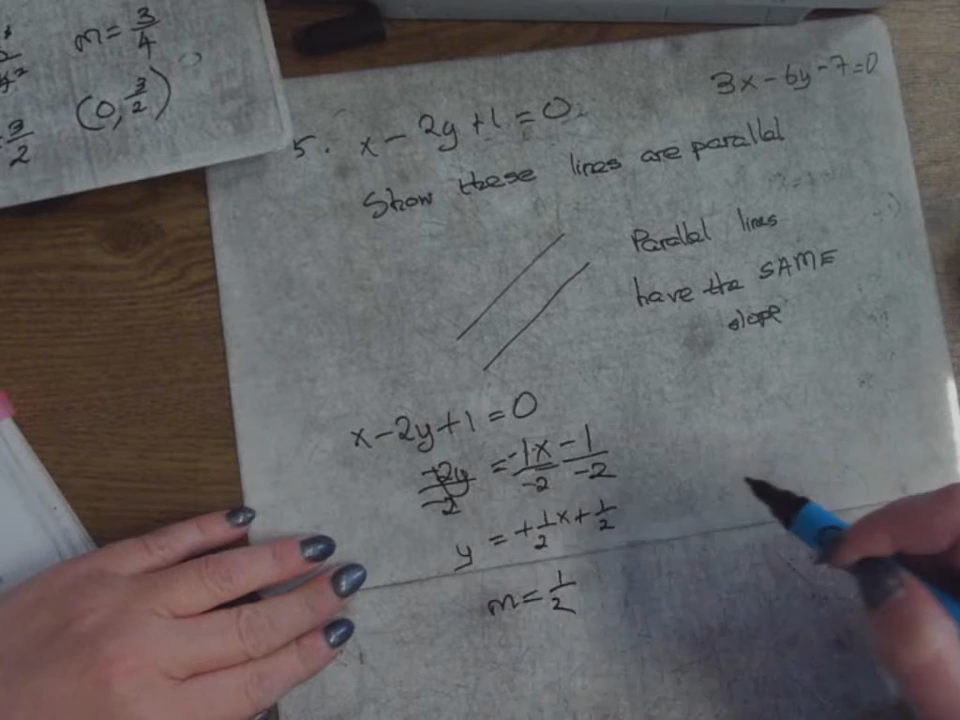 m = 3/4
(0, 3/2)
3/2
5. x - 2y + 1 = 0. 3x - 6y - 7 = 0
Show these lines are parallel
Parallel lines
have the SAME
slope
x - 2y + 1 = 0
-2y/-2 = -1x/-2 - 1/-2
y = +1/2x + 1/2
m = 1/2